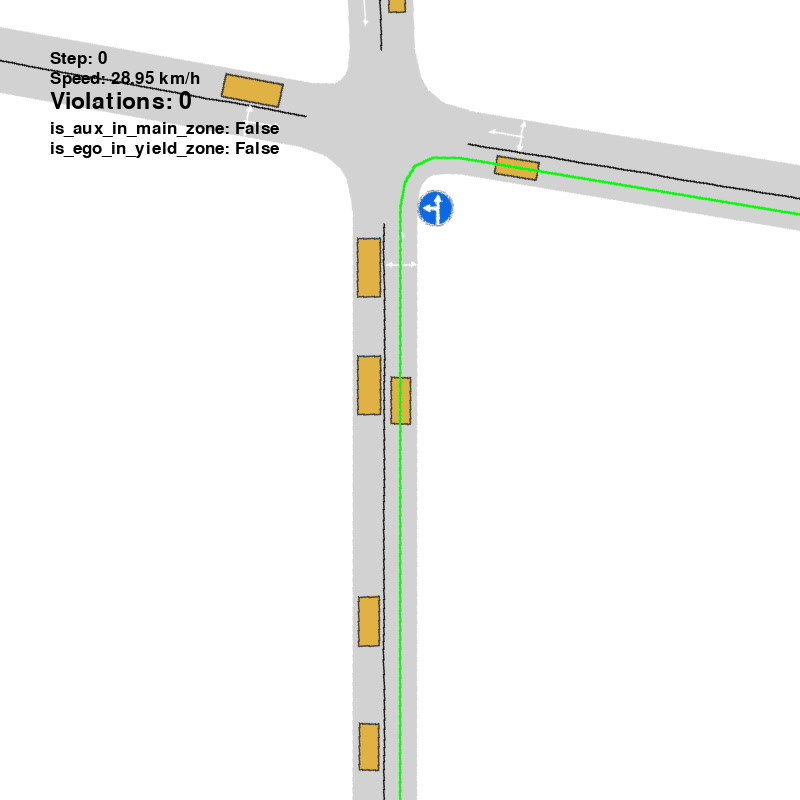 Step: 0
Speed: 28.95 km/h
Violations: 0
is_aux_in_main_zone: False
is_ego_in_yield_zone: False